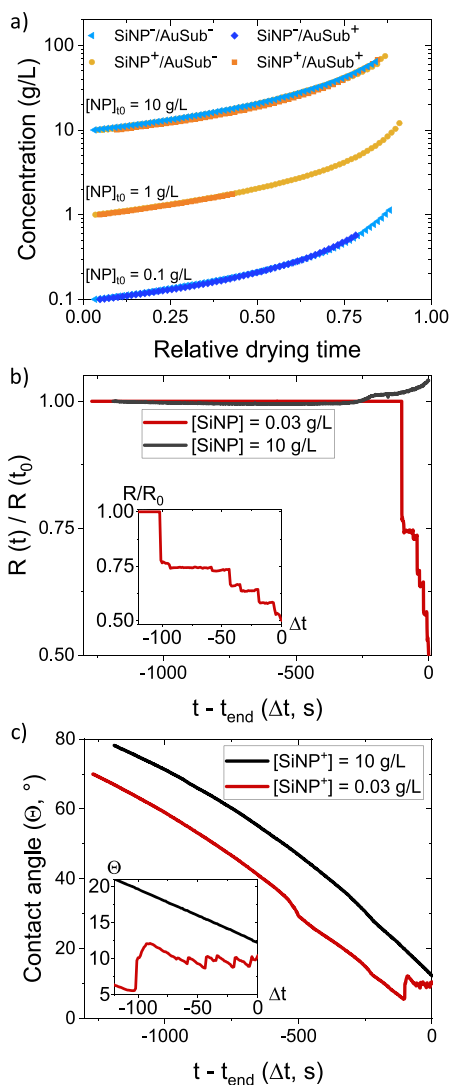 a)
SiNP⁻/AuSub⁻ SiNP⁻/AuSub⁺
SiNP⁺/AuSub⁻ SiNP⁺/AuSub⁺
100
10
1
0.1
Concentration (g/L)
[NP]t0 = 10 g/L
[NP]t0 = 1 g/L
[NP]t0 = 0.1 g/L
0.00 0.25 0.50 0.75 1.00
Relative drying time
b)
1.00
0.75
0.50
R (t) / R (t₀)
[SiNP] = 0.03 g/L
[SiNP] = 10 g/L
R/R₀
1.00
0.75
0.50
-100 -50 0
Δt
-1000 -500 0
t - tend (Δt, s)
c)
80
60
40
20
0
Contact angle (Θ, °)
[SiNP⁺] = 10 g/L
[SiNP⁺] = 0.03 g/L
Θ
20
15
10
5
-100 -50 0
Δt
-1000 -500 0
t - tend (Δt, s)